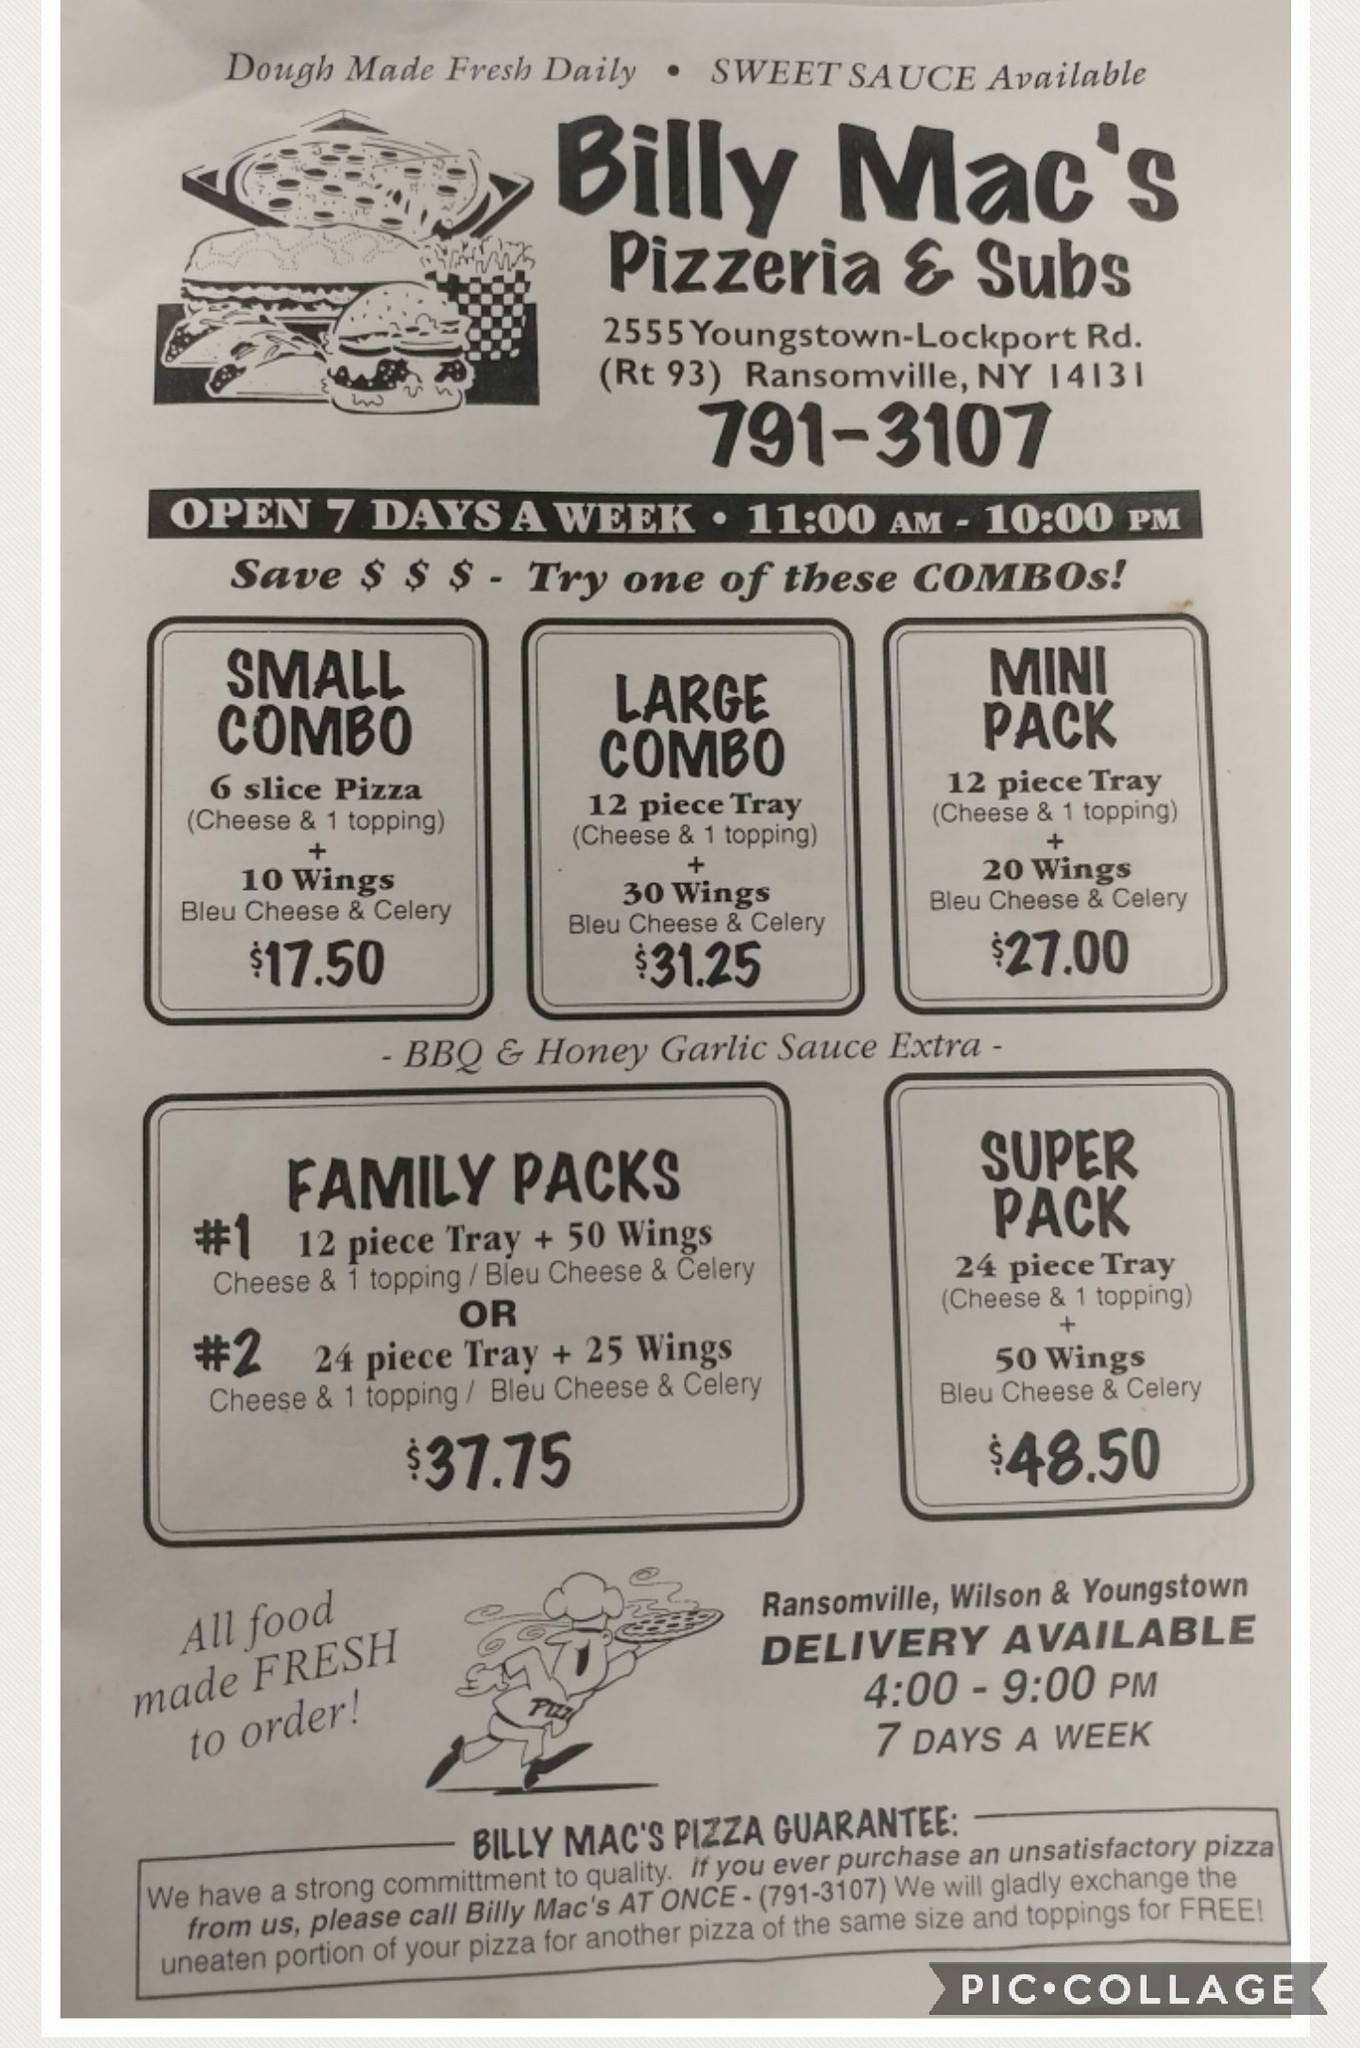 Dough Made Fresh Daily • SWEET SAUCE Available
Billy Mac's
Pizzeria & Subs
2555 Youngstown-Lockport Rd.
(Rt 93) Ransomville, NY 14131
791-3107
OPEN 7 DAYS A WEEK • 11:00 AM - 10:00 PM
Save $ $ $ - Try one of these COMBOs!
SMALL
COMBO
6 slice Pizza
(Cheese & 1 topping)
+
10 Wings
Bleu Cheese & Celery
$17.50
LARGE
COMBO
12 piece Tray
(Cheese & 1 topping)
+
30 Wings
Bleu Cheese & Celery
$31.25
MINI
PACK
12 piece Tray
(Cheese & 1 topping)
+
20 Wings
Bleu Cheese & Celery
$27.00
- BBQ & Honey Garlic Sauce Extra -
FAMILY PACKS
#1 12 piece Tray + 50 Wings
Cheese & 1 topping / Bleu Cheese & Celery
OR
#2 24 piece Tray + 25 Wings
Cheese & 1 topping / Bleu Cheese & Celery
$37.75
SUPER
PACK
24 piece Tray
(Cheese & 1 topping)
+
50 Wings
Bleu Cheese & Celery
$48.50
All food
made FRESH
to order!
Pizz
Ransomville, Wilson & Youngstown
DELIVERY AVAILABLE
4:00 - 9:00 PM
7 DAYS A WEEK
BILLY MAC'S PIZZA GUARANTEE:
We have a strong committment to quality. If you ever purchase an unsatisfactory pizza
from us, please call Billy Mac's AT ONCE - (791-3107) We will gladly exchange the
uneaten portion of your pizza for another pizza of the same size and toppings for FREE!
PIC•COLLAGE